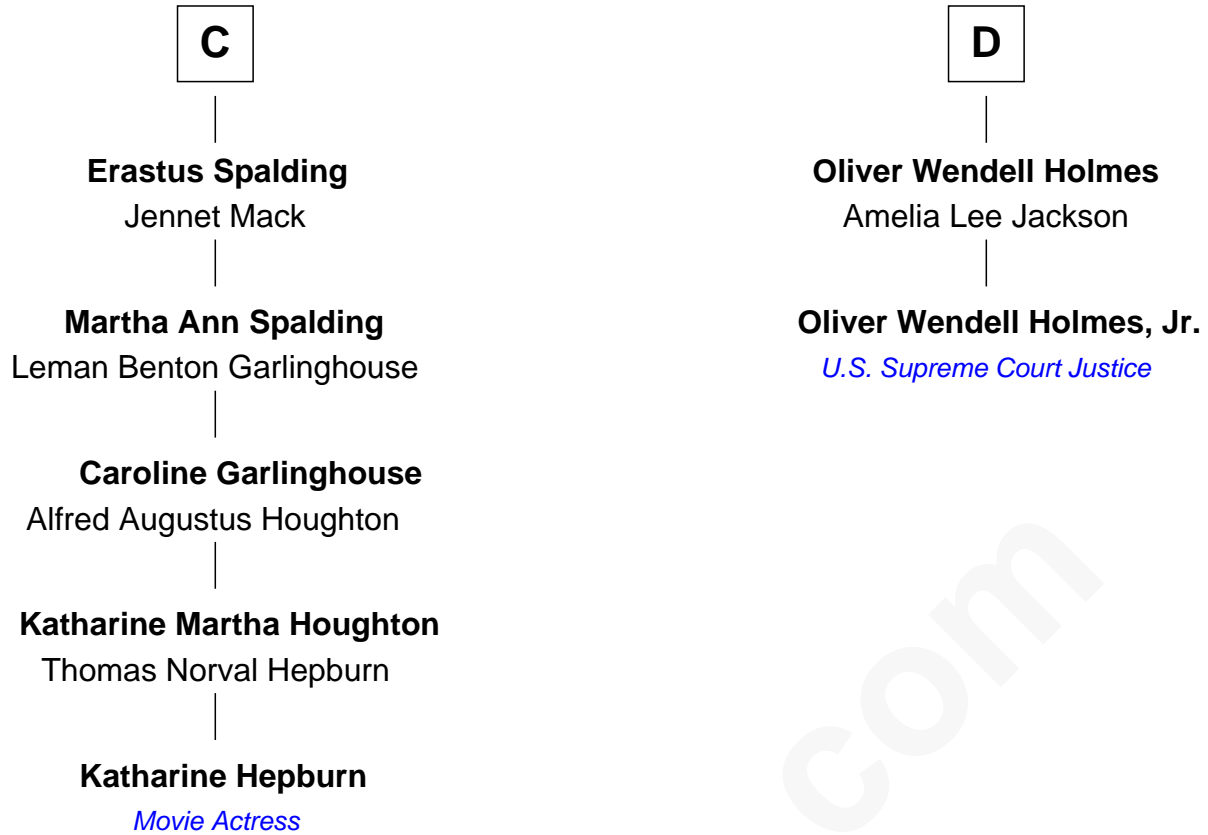 C
Erastus Spalding
Jennet Mack
Martha Ann Spalding
Leman Benton Garlinghouse
Caroline Garlinghouse
Alfred Augustus Houghton
Katharine Martha Houghton
Thomas Norval Hepburn
Katharine Hepburn
Movie Actress
D
Oliver Wendell Holmes
Amelia Lee Jackson
Oliver Wendell Holmes, Jr.
U.S. Supreme Court Justice
com